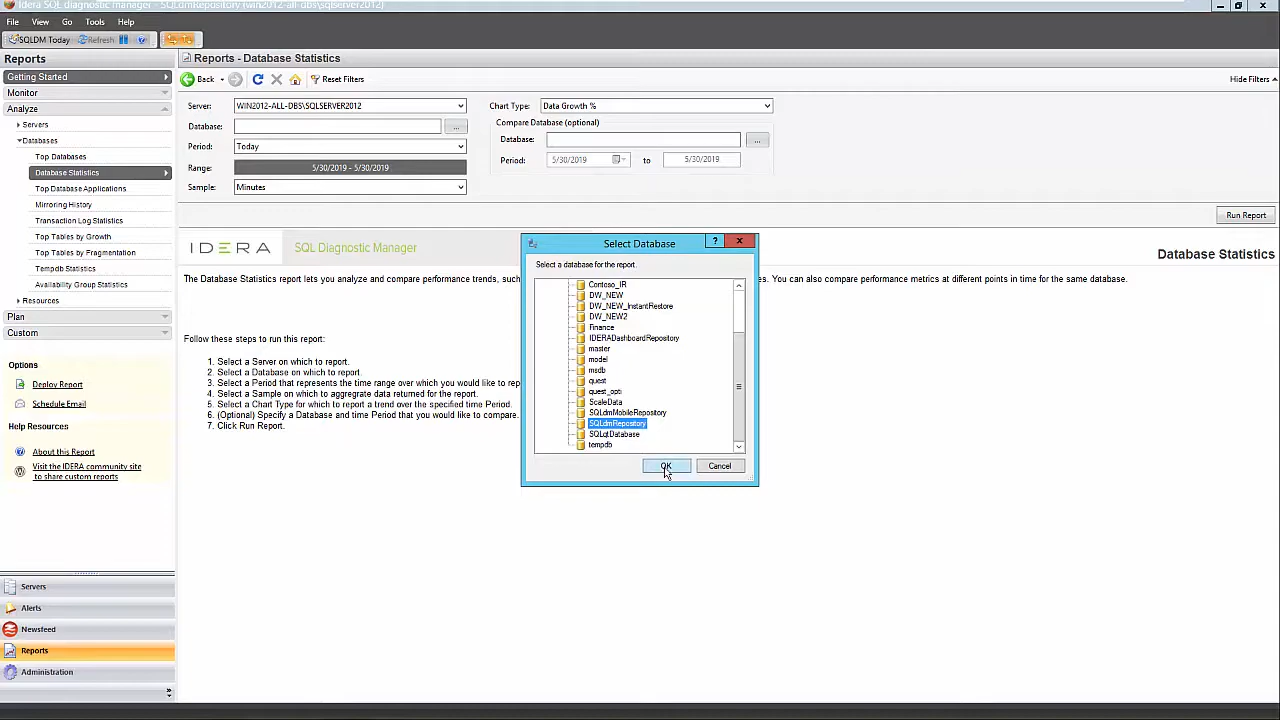 Idera SQL diagnostic manager - SQLdmRepository (win2012-all-dbs\sqlserver2012)
File View Go Tools Help
SQLDM Today Refresh
Reports
Reports - Database Statistics
Getting Started
Back Reset Filters Hide Filters
Monitor
Analyze
Servers
Databases
Top Databases
Database Statistics
Top Database Applications
Mirroring History
Transaction Log Statistics
Top Tables by Growth
Top Tables by Fragmentation
Tempdb Statistics
Availability Group Statistics
Resources
Plan
Custom
Server: WIN2012-ALL-DBS\SQLSERVER2012
Database: ...
Period: Today
Range: 5/30/2019 - 5/30/2019
Sample: Minutes
Chart Type: Data Growth %
Compare Database (optional)
Database: ...
Period: 5/30/2019 to 5/30/2019
Run Report
IDERA SQL Diagnostic Manager
Database Statistics
The Database Statistics report lets you analyze and compare performance trends, suc
es. You can also compare performance metrics at different points in time for the same database.
Follow these steps to run this report:
1. Select a Server on which to report.
2. Select a Database on which to report.
3. Select a Period that represents the time range over which you would like to rep
4. Select a Sample on which to aggregate data returned for the report.
5. Select a Chart Type for which to report a trend over the specified time Period.
6. (Optional) Specify a Database and time Period that you would like to compare.
7. Click Run Report.
Select Database ?
Select a database for the report.
Contoso_IR
DW_NEW
DW_NEW_InstantRestore
DW_NEW2
Finance
IDERADashboardRepository
master
model
msdb
quest
quest_opti
ScaleData
SQLdmMobileRepository
SQLdmRepository
SQLqtDatabase
tempdb
OK Cancel
Options
Deploy Report
Schedule Email
Help Resources
About this Report
Visit the IDERA community site
to share custom reports
Servers
Alerts
Newsfeed
Reports
Administration